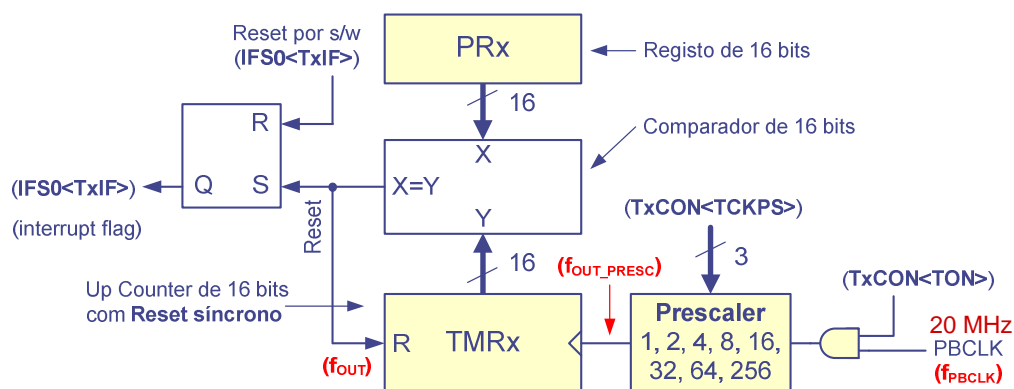 Reset por s/w
(IFS0<TxIF>)
PRx
Registo de 16 bits
16
R
Comparador de 16 bits
X
(IFS0<TxIF>)
Q
S
X=Y
(interrupt flag)
Reset
Y
(TxCON<TCKPS>)
16
3
(fOUT_PRESC)
Up Counter de 16 bits
com Reset síncrono
(TxCON<TON>)
R
TMRx
Prescaler
1, 2, 4, 8, 16,
32, 64, 256
20 MHz
PBCLK
(fOUT)
(fPBCLK)